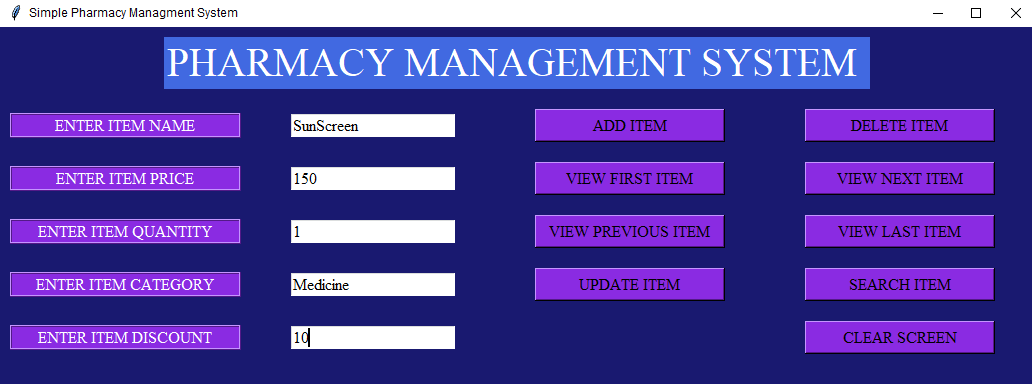 Simple Pharmacy Managment System
PHARMACY MANAGEMENT SYSTEM
ENTER ITEM NAME SunScreen ADD ITEM DELETE ITEM
ENTER ITEM PRICE 150 VIEW FIRST ITEM VIEW NEXT ITEM
ENTER ITEM QUANTITY 1 VIEW PREVIOUS ITEM VIEW LAST ITEM
ENTER ITEM CATEGORY Medicine UPDATE ITEM SEARCH ITEM
ENTER ITEM DISCOUNT 10 CLEAR SCREEN